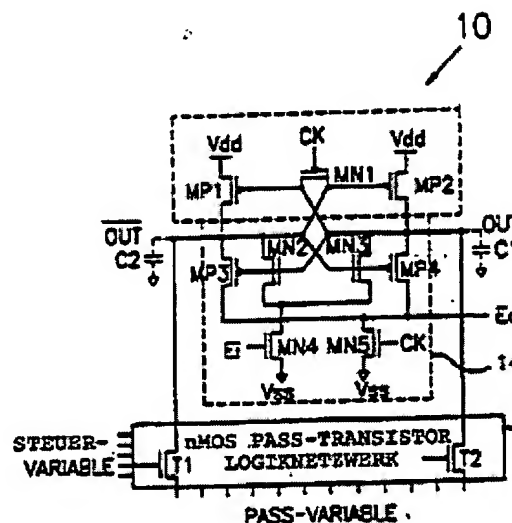 10
CK
Vdd
Vdd
MN1
MP1
MP2
OUT
OUT
MN2
MN3
C2
MP3
MP4
Ei
MN4
MN5
CK
Vss
Vss
STEUER-
VARIABLE
nMOS PASS-TRANSISTOR
LOGIKNETZWERK
T1
T2
PASS-VARIABLE